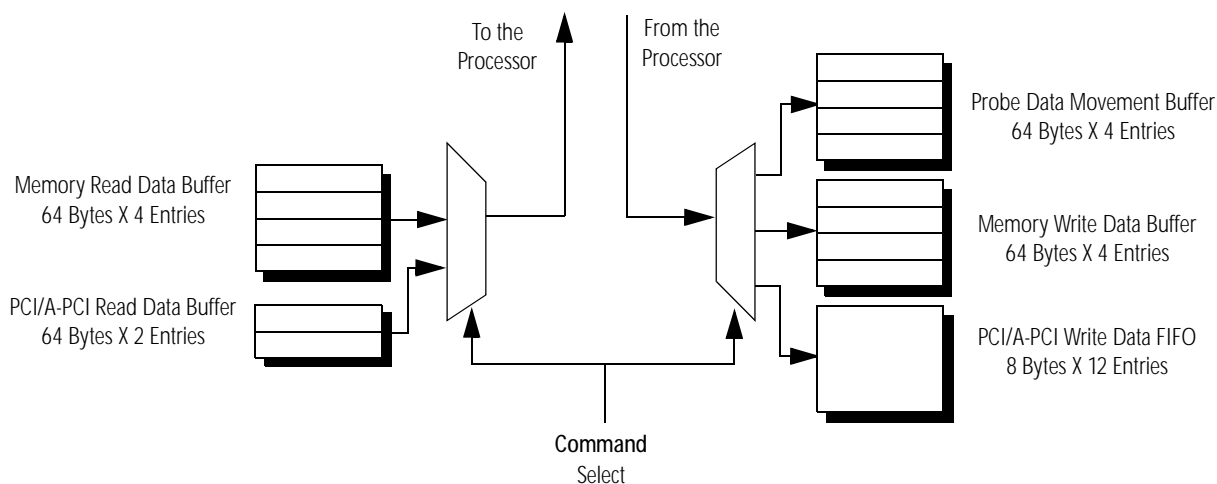 To the
Processor
From the
Processor
Memory Read Data Buffer
64 Bytes X 4 Entries
PCI/A-PCI Read Data Buffer
64 Bytes X 2 Entries
Probe Data Movement Buffer
64 Bytes X 4 Entries
Memory Write Data Buffer
64 Bytes X 4 Entries
PCI/A-PCI Write Data FIFO
8 Bytes X 12 Entries
Command
Select